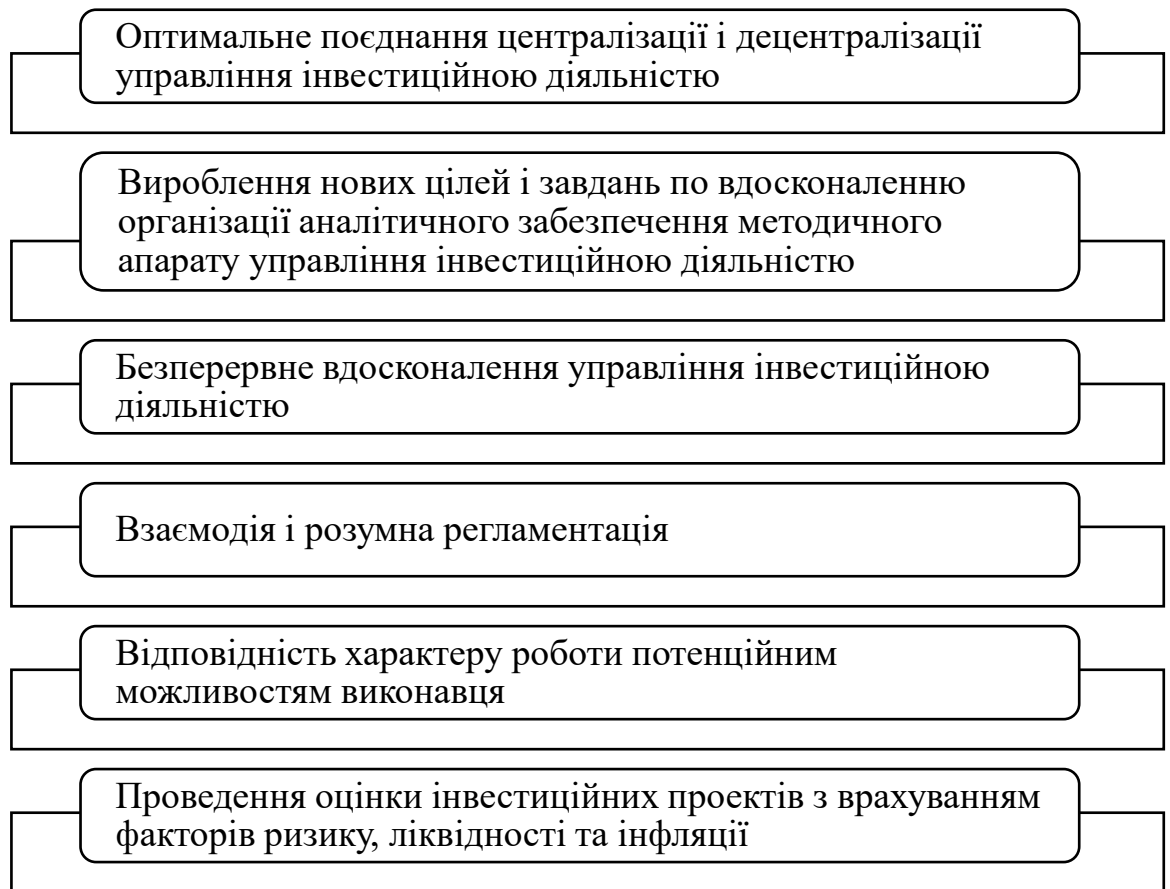 Оптимальне поєднання централізації і децентралізації
управління інвестиційною діяльністю
Вироблення нових цілей і завдань по вдосконаленню
організації аналітичного забезпечення методичного
апарату управління інвестиційною діяльністю
Безперервне вдосконалення управління інвестиційною
діяльністю
Взаємодія і розумна регламентація
Відповідність характеру роботи потенційним
можливостям виконавця
Проведення оцінки інвестиційних проектів з врахуванням
факторів ризику, ліквідності та інфляції